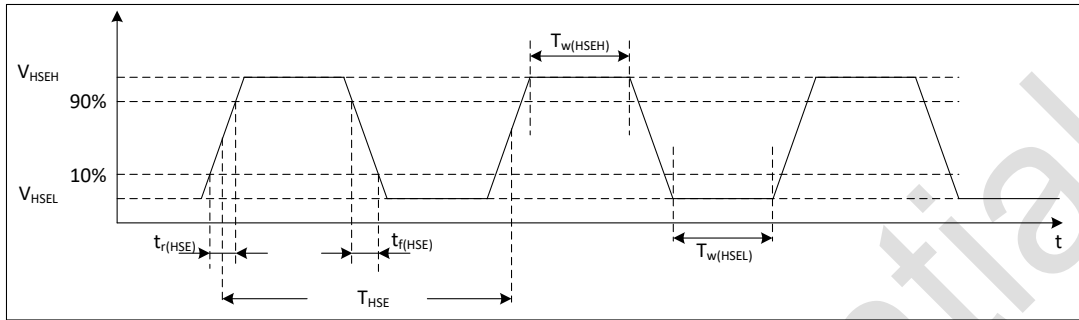 T_w(HSEH)
V_HSEH
90%
10%
V_HSEL
t_r(HSE)
t_f(HSE)
T_w(HSEL)
t
T_HSE